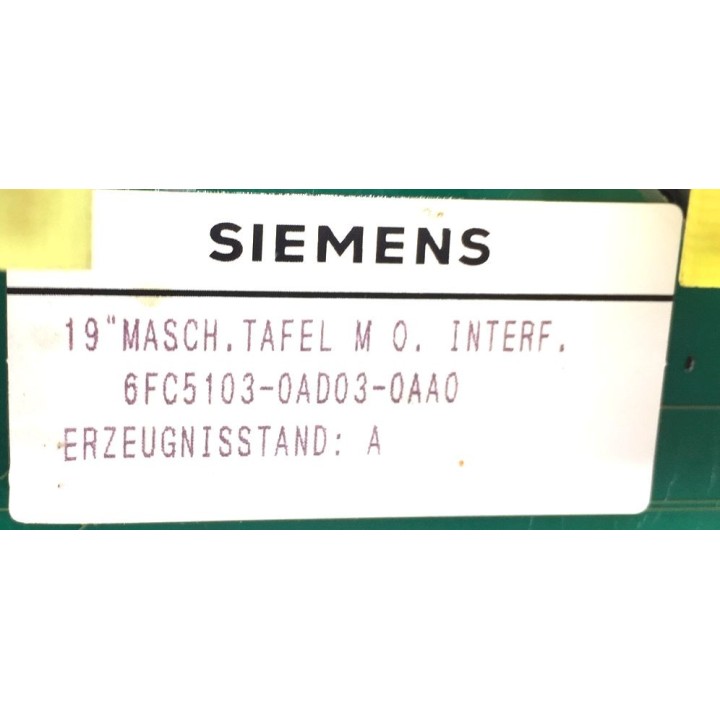 SIEMENS
19"MASCH.TAFEL M O. INTERF.
6FC5103-0AD03-0AA0
ERZEUGNISSTAND: A